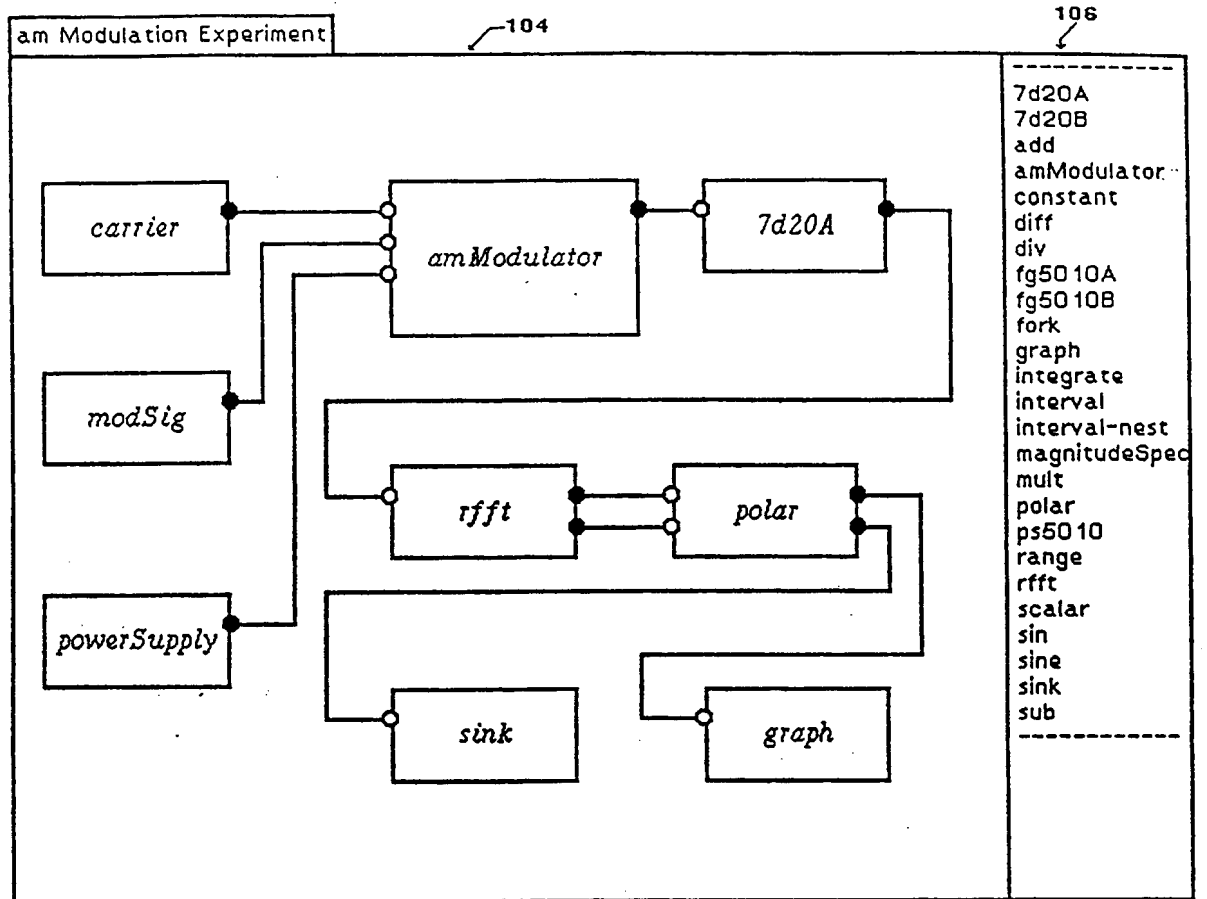 am Modulation Experiment
104
106
carrier
amModulator
7d20A
modSig
rfft
polar
powerSupply
sink
graph
------------
7d20A
7d20B
add
amModulator
constant
diff
div
fg5010A
fg5010B
fork
graph
integrate
interval
interval-nest
magnitudeSpec
mult
polar
ps5010
range
rfft
scalar
sin
sine
sink
sub
------------